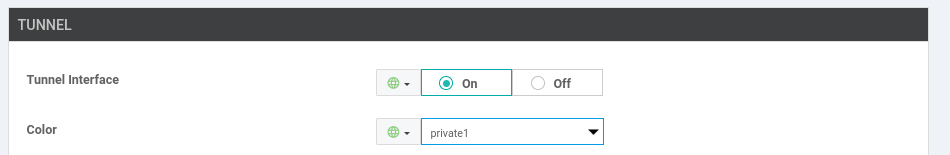 TUNNEL
Tunnel Interface On Off
Color private1